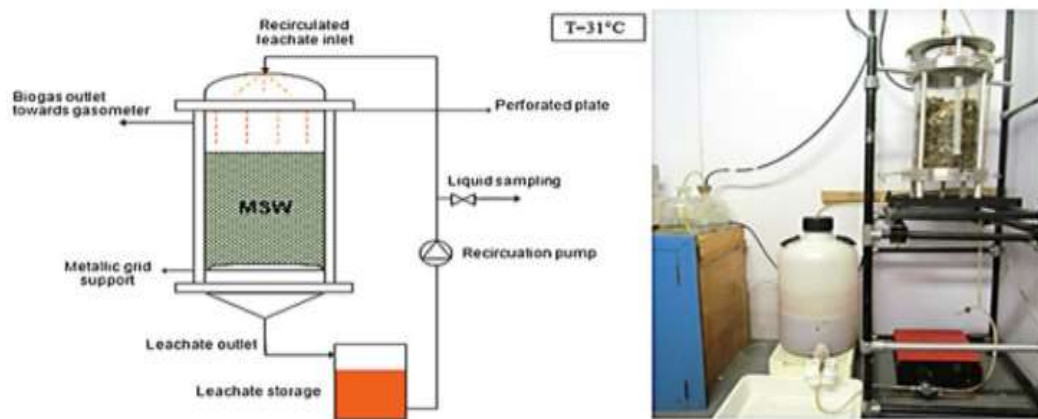 Recirculated
leachate inlet
T=31°C
Biogas outlet
towards gasometer
Perforated plate
Liquid sampling
MSW
Metallic grid
support
Recircuation pump
Leachate outlet
Leachate storage